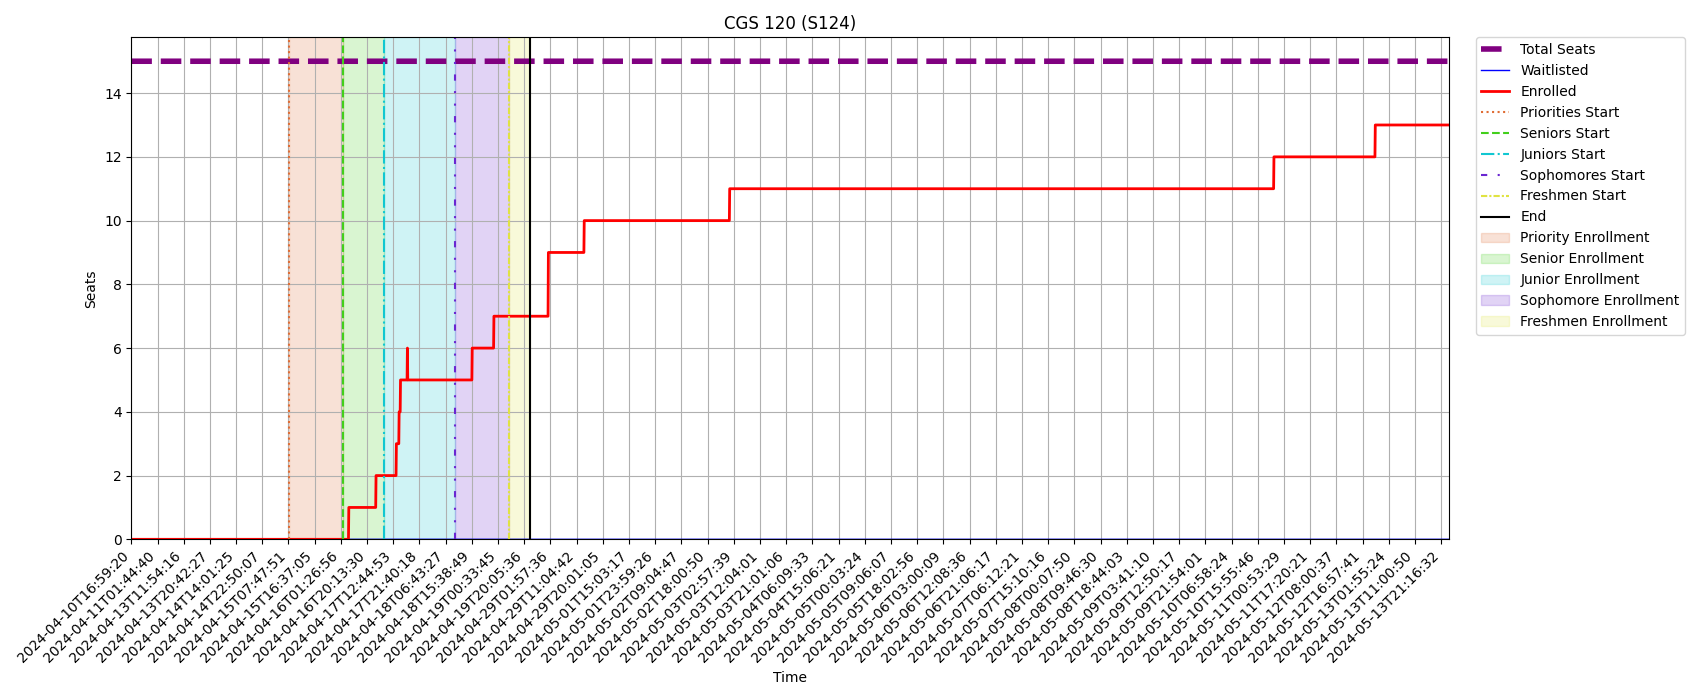 CGS 120 (S124)
Total Seats
Waitlisted
Enrolled
Priorities Start
Seniors Start
Juniors Start
Sophomores Start
Freshmen Start
End
Priority Enrollment
Senior Enrollment
Junior Enrollment
Sophomore Enrollment
Freshmen Enrollment
Seats
14
12
10
8
6
4
2
0
2024-04-10T16:59:20
2024-04-11T01:44:40
2024-04-13T11:54:16
2024-04-13T20:42:27
2024-04-14T14:01:25
2024-04-14T22:50:07
2024-04-15T07:47:51
2024-04-15T16:37:05
2024-04-16T01:26:56
2024-04-16T20:13:30
2024-04-17T12:44:53
2024-04-17T21:40:18
2024-04-18T06:43:27
2024-04-18T15:38:49
2024-04-19T00:33:45
2024-04-19T20:05:36
2024-04-29T01:57:36
2024-04-29T11:04:42
2024-04-29T20:01:05
2024-05-01T15:03:17
2024-05-01T23:59:26
2024-05-02T09:04:47
2024-05-02T18:00:50
2024-05-03T02:57:39
2024-05-03T12:04:01
2024-05-03T21:01:06
2024-05-04T06:09:33
2024-05-04T15:06:21
2024-05-05T00:03:24
2024-05-05T09:06:07
2024-05-05T18:02:56
2024-05-06T03:00:09
2024-05-06T12:08:36
2024-05-06T21:06:17
2024-05-07T06:12:21
2024-05-07T15:10:16
2024-05-08T00:07:50
2024-05-08T09:46:30
2024-05-08T18:44:03
2024-05-09T03:41:10
2024-05-09T12:50:17
2024-05-09T21:54:01
2024-05-10T06:58:24
2024-05-10T15:55:46
2024-05-11T00:53:29
2024-05-11T17:20:21
2024-05-12T08:00:37
2024-05-12T16:57:41
2024-05-13T01:55:24
2024-05-13T11:00:50
2024-05-13T21:16:32
Time